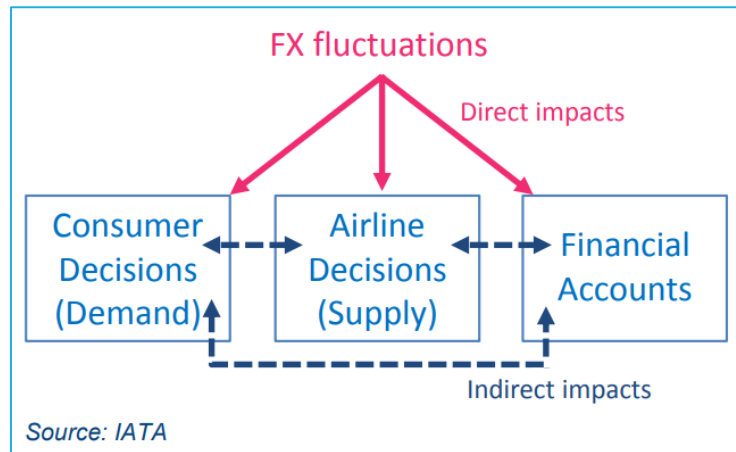 FX fluctuations
Direct impacts
Consumer
Decisions
(Demand)
Airline
Decisions
(Supply)
Financial
Accounts
Indirect impacts
Source: IATA